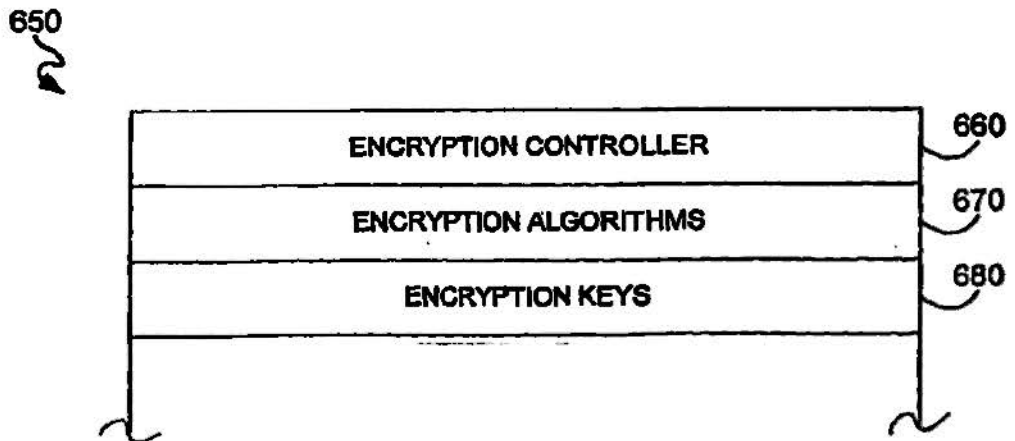 650
ENCRYPTION CONTROLLER 660
ENCRYPTION ALGORITHMS 670
ENCRYPTION KEYS 680